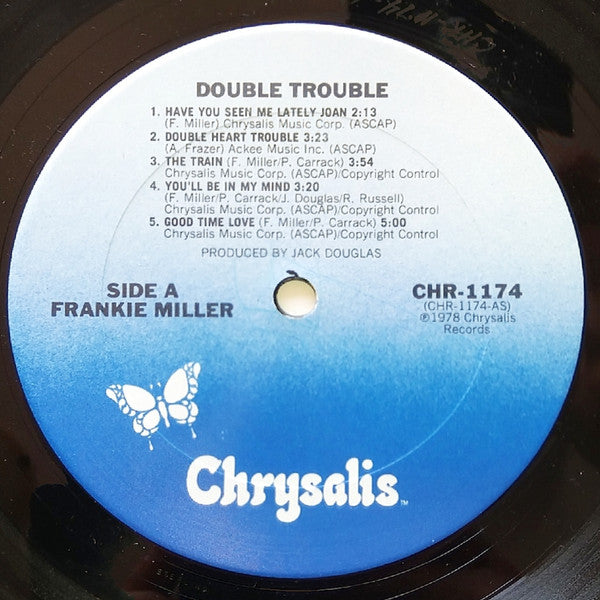 DOUBLE TROUBLE
1. HAVE YOU SEEN ME LATELY JOAN 2:13
(F. Miller) Chrysalis Music Corp. (ASCAP)
2. DOUBLE HEART TROUBLE 3:23
(A. Frazer) Ackee Music Inc. (ASCAP)
3. THE TRAIN (F. Miller/P. Carrack) 3:54
Chrysalis Music Corp. (ASCAP)/Copyright Control
4. YOU'LL BE IN MY MIND 3:20
(F. Miller/P. Carrack/J. Douglas/R. Russell)
Chrysalis Music Corp. (ASCAP)/Copyright Control
5. GOOD TIME LOVE (F. Miller/P. Carrack) 5:00
Chrysalis Music Corp. (ASCAP)/Copyright Control
PRODUCED BY JACK DOUGLAS
SIDE A
FRANKIE MILLER
CHR-1174
(CHR-1174-AS)
℗1978 Chrysalis
Records
Chrysalis™